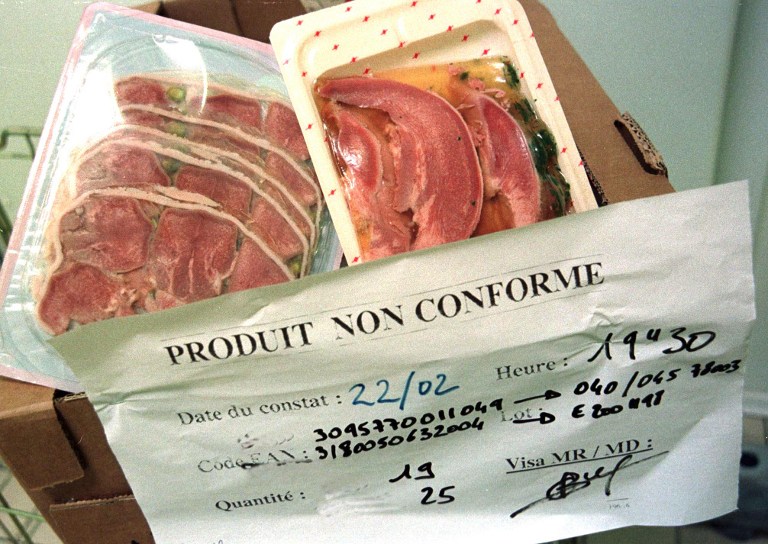 PRODUIT NON CONFORME
Date du constat : 22/02 Heure : 19H30
3095770011049 → 040/045 78003
Code EAN : 3180050632004 Lot : → E2001198
19
Quantité : 25
Visa MR / MD :